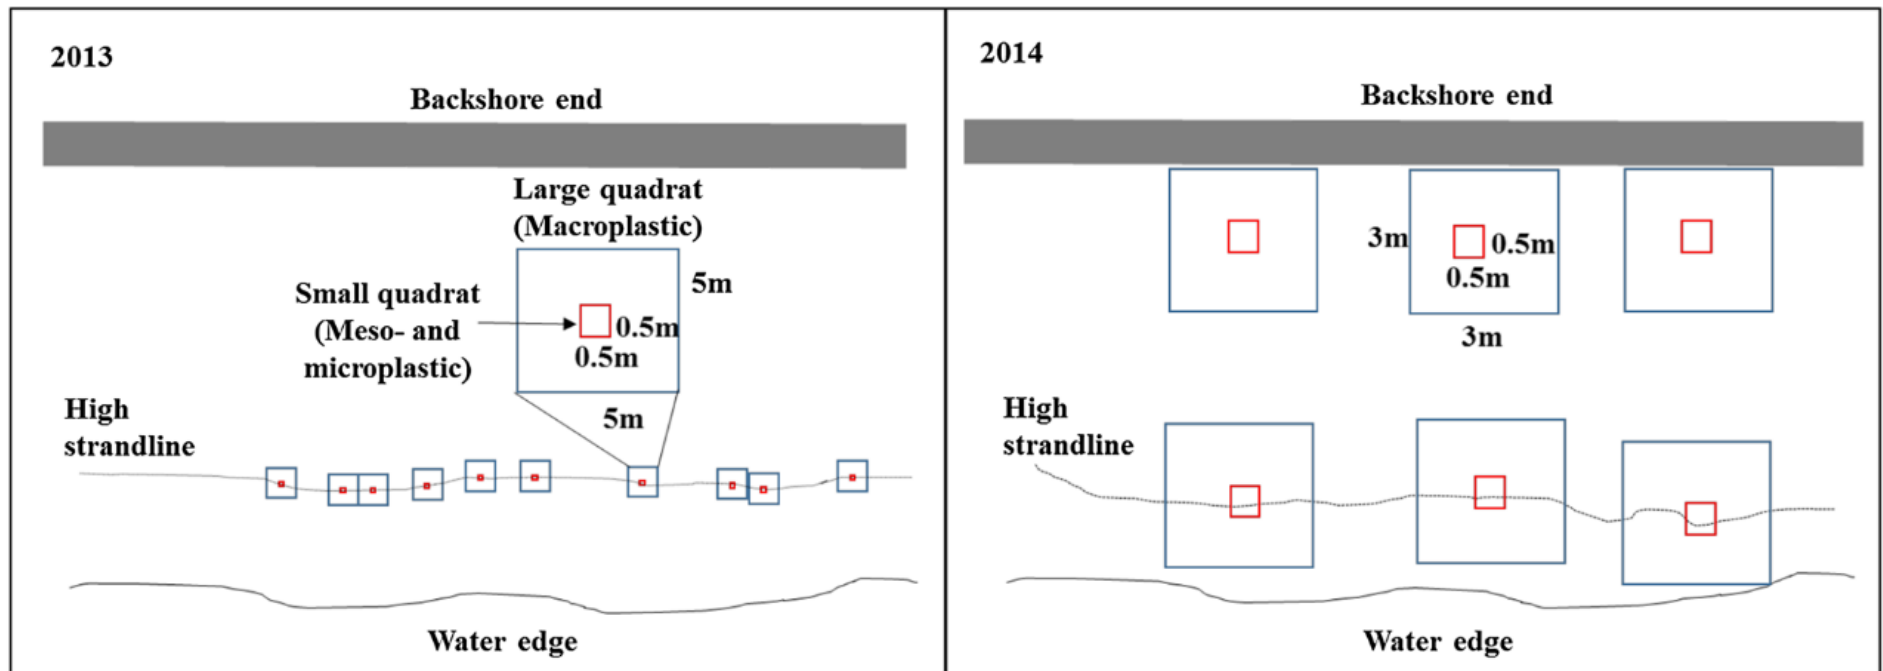 2013
Backshore end
Large quadrat
(Macroplastic)
5m
Small quadrat
(Meso- and
microplastic)
0.5m
0.5m
5m
High
strandline
Water edge
2014
Backshore end
3m
0.5m
0.5m
3m
High
strandline
Water edge